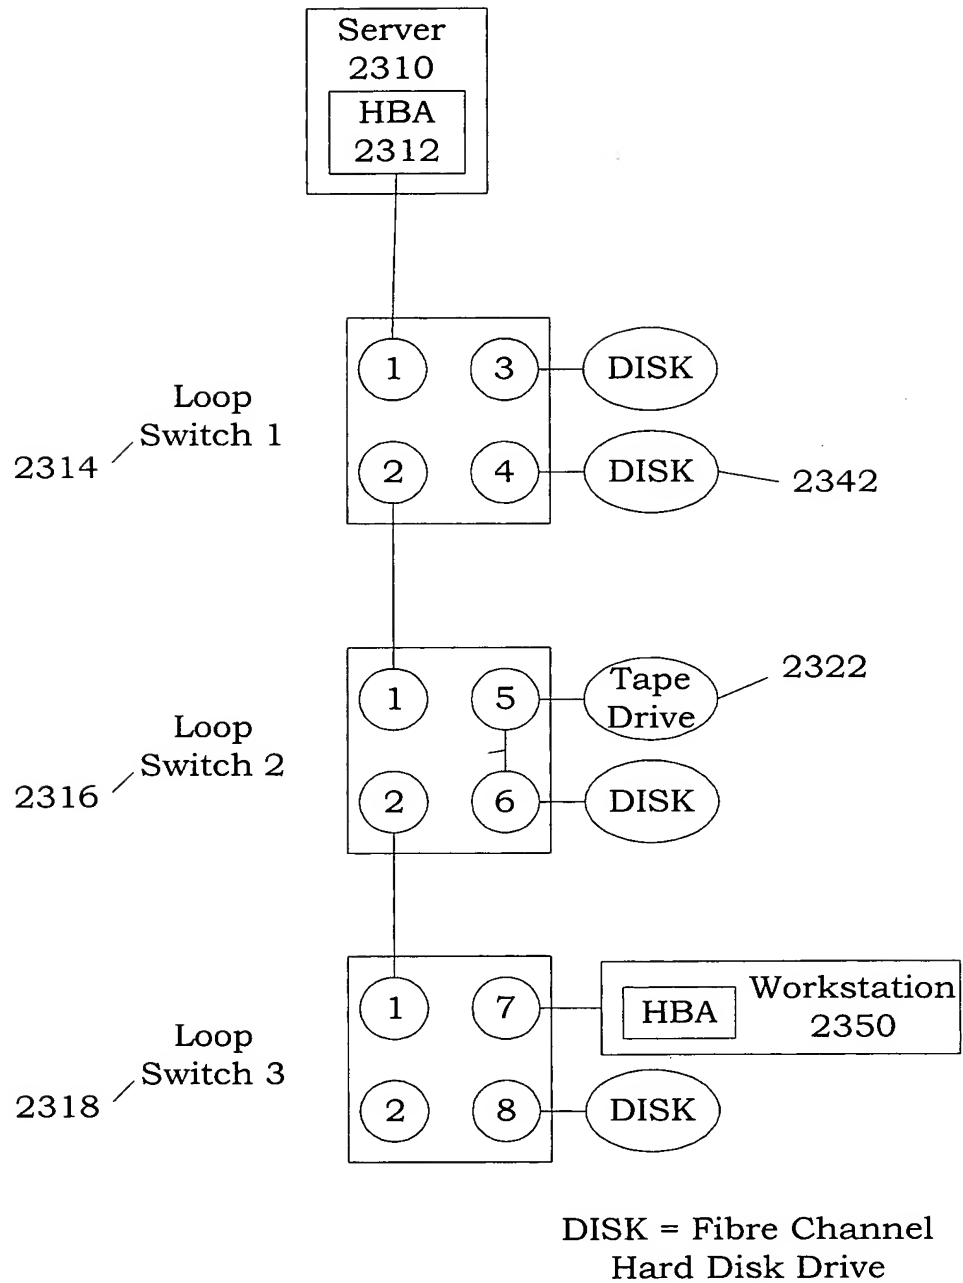 Server
2310
HBA
2312
1
3
DISK
Loop
Switch 1
2314
2
4
DISK
2342
1
5
Tape
Drive
2322
Loop
Switch 2
2316
2
6
DISK
1
7
HBA
Workstation
2350
Loop
Switch 3
2318
2
8
DISK
DISK = Fibre Channel
Hard Disk Drive